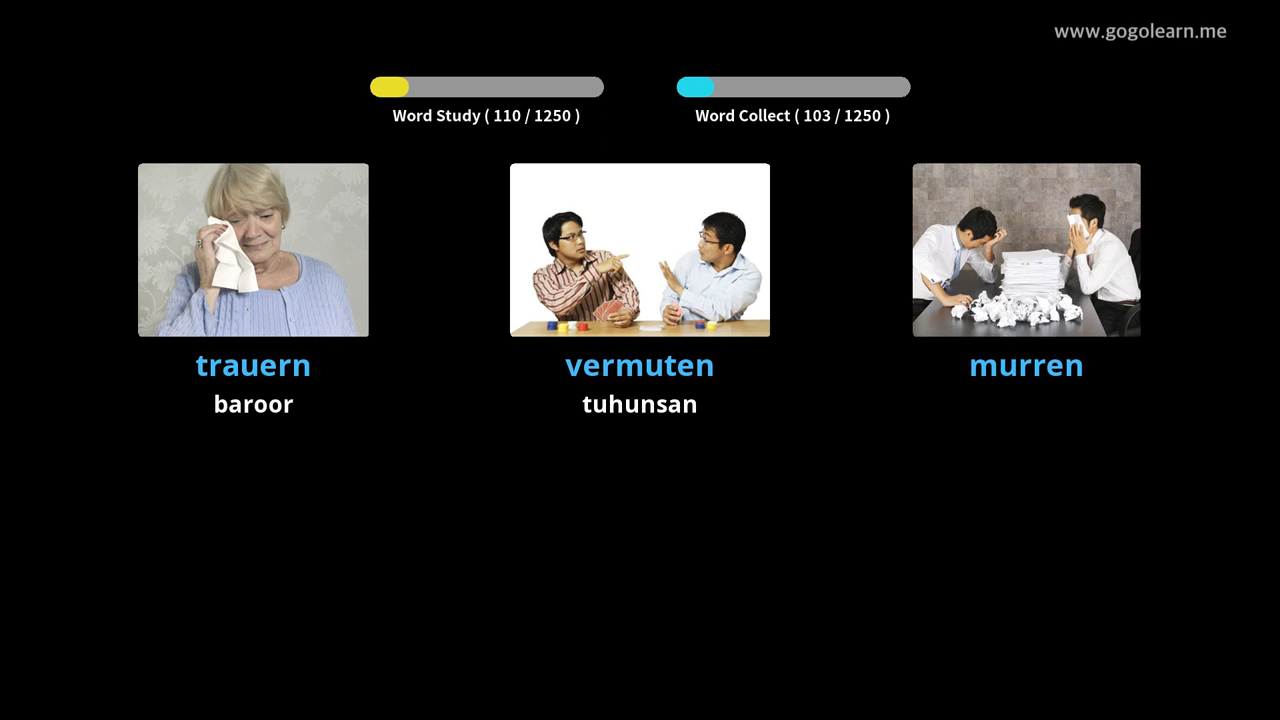 www.gogolearn.me
Word Study ( 110 / 1250 )
Word Collect ( 103 / 1250 )
trauern
vermuten
murren
baroor
tuhunsan